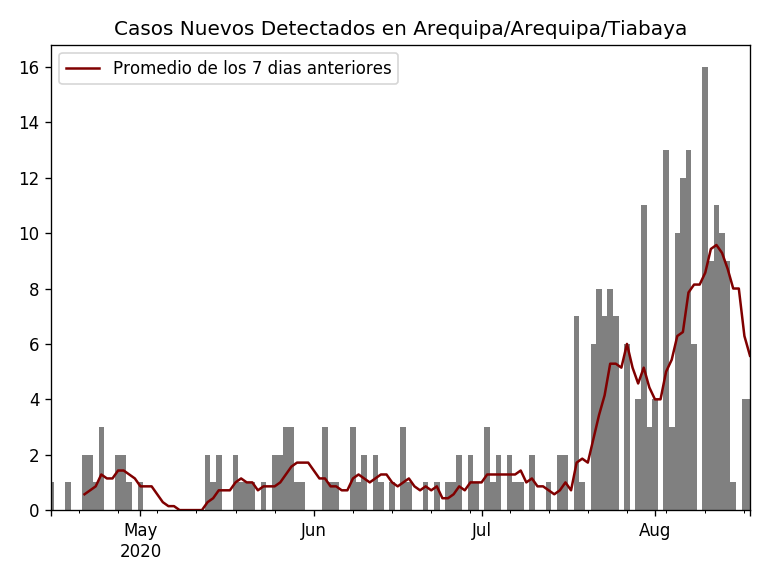 Casos Nuevos Detectados en Arequipa/Arequipa/Tiabaya
Promedio de los 7 dias anteriores
16
14
12
10
8
6
4
2
0
May
2020
Jun
Jul
Aug